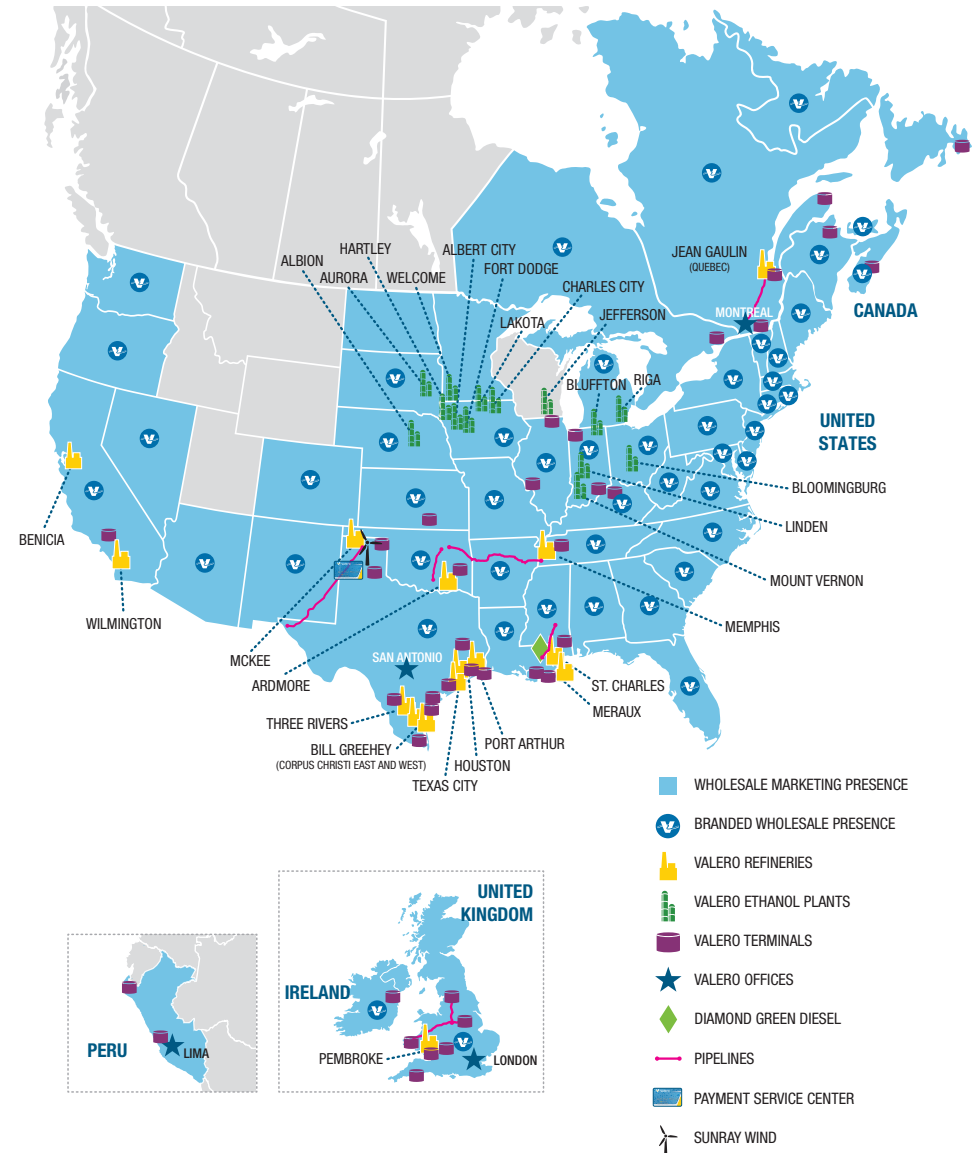 HARTLEY
ALBERT CITY
ALBION
FORT DODGE
AURORA
WELCOME
CHARLES CITY
LAKOTA
JEFFERSON
BLUFFTON
RIGA
JEAN GAULIN
(QUEBEC)
MONTREAL
CANADA
UNITED
STATES
BLOOMINGBURG
LINDEN
MOUNT VERNON
MEMPHIS
BENICIA
WILMINGTON
MCKEE
ARDMORE
SAN ANTONIO
THREE RIVERS
BILL GREEHEY
(CORPUS CHRISTI EAST AND WEST)
TEXAS CITY
HOUSTON
PORT ARTHUR
ST. CHARLES
MERAUX
WHOLESALE MARKETING PRESENCE
BRANDED WHOLESALE PRESENCE
VALERO REFINERIES
VALERO ETHANOL PLANTS
VALERO TERMINALS
VALERO OFFICES
DIAMOND GREEN DIESEL
PIPELINES
PAYMENT SERVICE CENTER
SUNRAY WIND
PERU
LIMA
UNITED
KINGDOM
IRELAND
PEMBROKE
LONDON